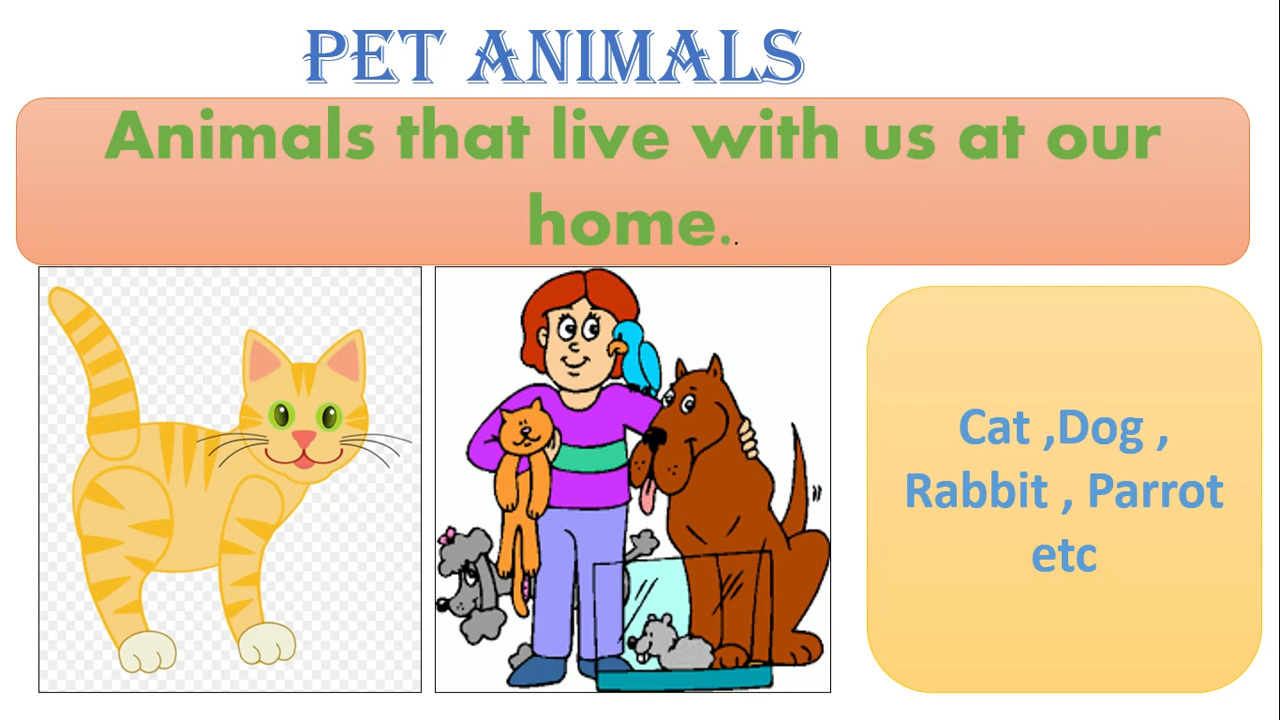 PET ANIMALS
Animals that live with us at our
home..
Cat ,Dog ,
Rabbit , Parrot
etc